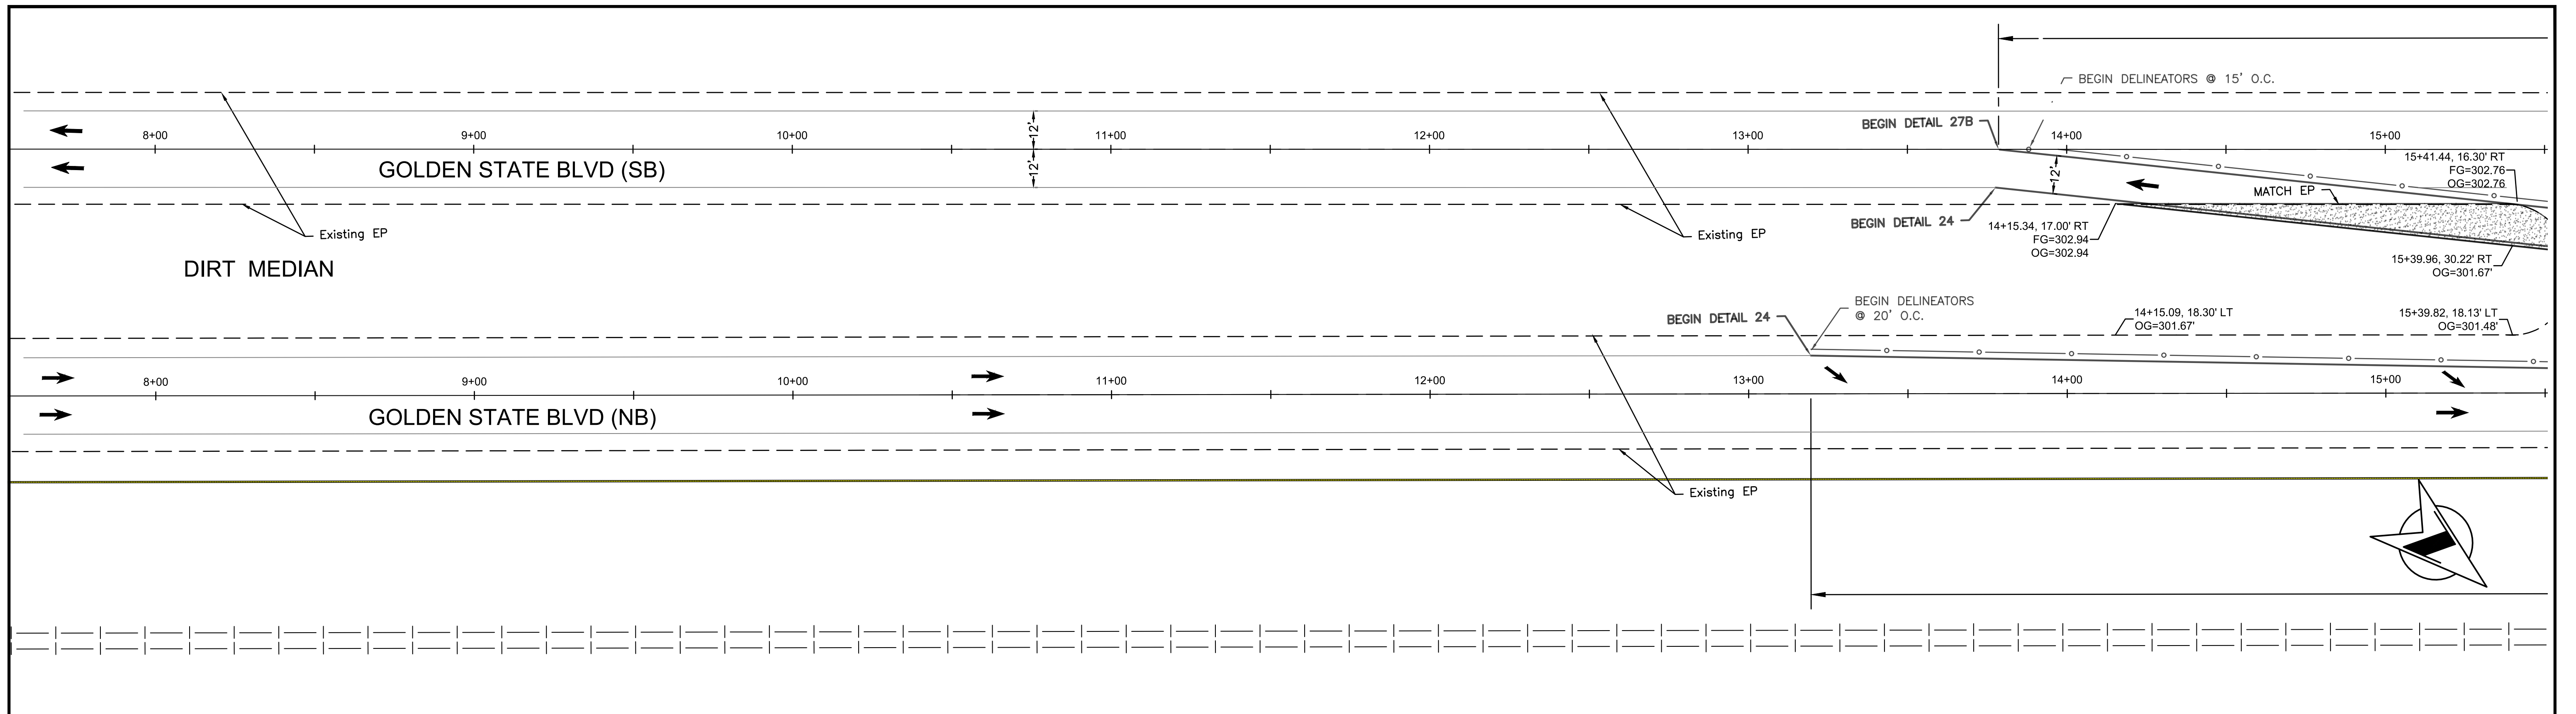 BEGIN DELINEATORS @ 15' O.C.
BEGIN DETAIL 27B
8+00
9+00
10+00
11+00
12+00
13+00
14+00
15+00
12'
12'
GOLDEN STATE BLVD (SB)
12'
15+41.44, 16.30' RT
FG=302.76
OG=302.76
MATCH EP
BEGIN DETAIL 24
14+15.34, 17.00' RT
FG=302.94
OG=302.94
Existing EP
Existing EP
15+39.96, 30.22' RT
OG=301.67'
DIRT MEDIAN
BEGIN DELINEATORS
@ 20' O.C.
BEGIN DETAIL 24
14+15.09, 18.30' LT
OG=301.67'
15+39.82, 18.13' LT
OG=301.48'
8+00
9+00
10+00
11+00
12+00
13+00
14+00
15+00
GOLDEN STATE BLVD (NB)
Existing EP